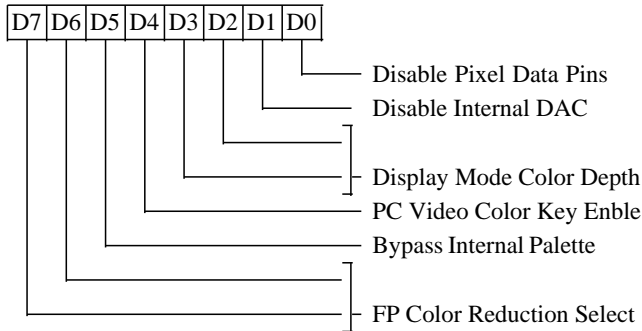 D7 D6 D5 D4 D3 D2 D1 D0
Disable Pixel Data Pins
Disable Internal DAC
Display Mode Color Depth
PC Video Color Key Enble
Bypass Internal Palette
FP Color Reduction Select